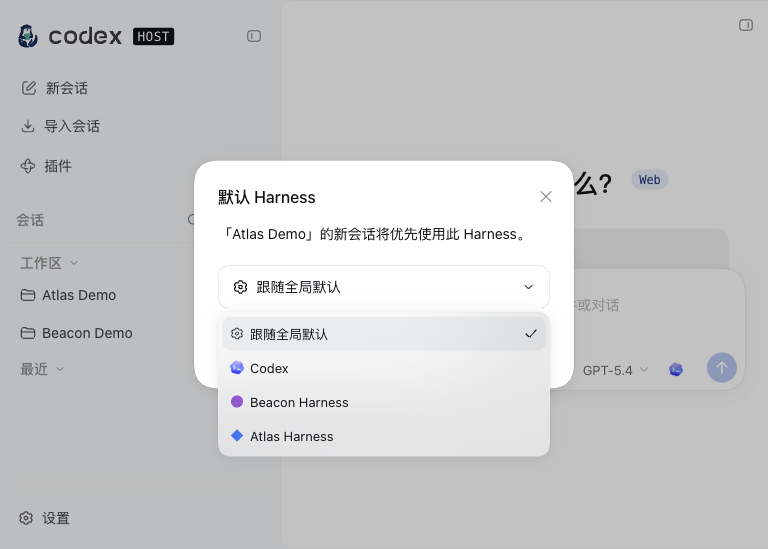 codex HOST
新会话
导入会话
插件
会话
工作区
Atlas Demo
Beacon Demo
最近
设置
么?
Web
件或对话
GPT-5.4
默认 Harness
「Atlas Demo」的新会话将优先使用此 Harness。
跟随全局默认
跟随全局默认
Codex
Beacon Harness
Atlas Harness